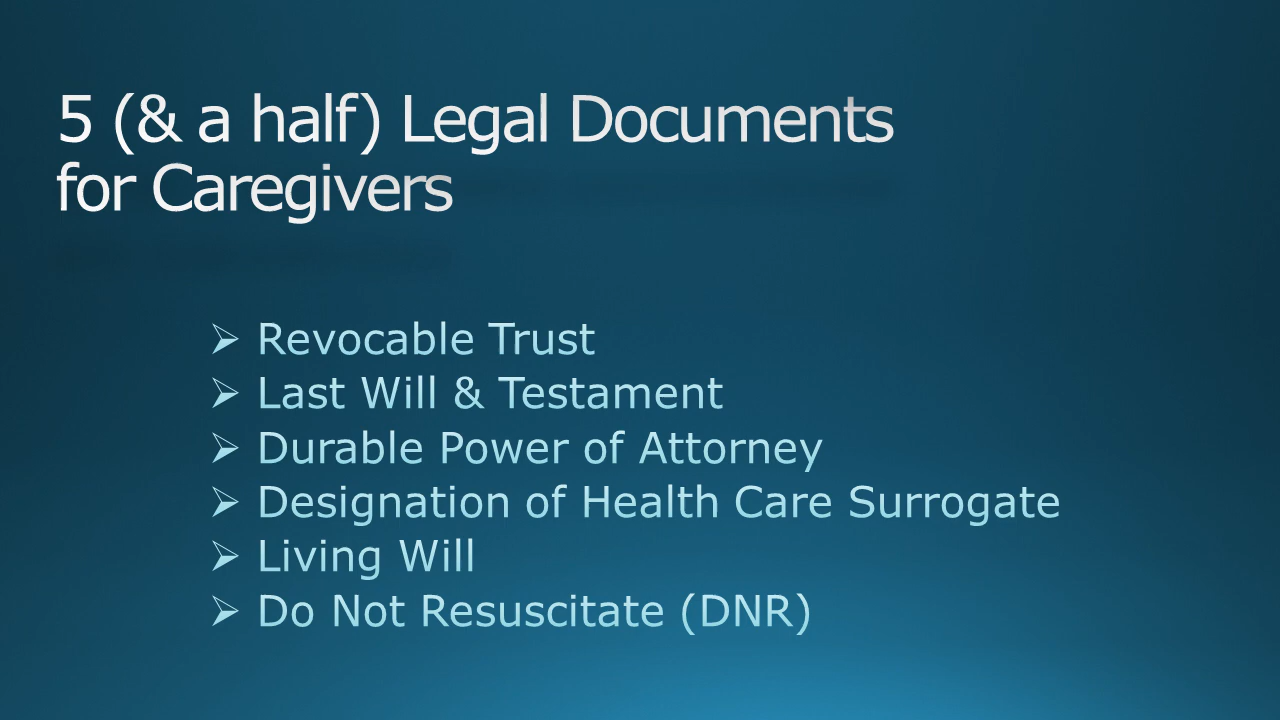 5 (& a half) Legal Documents
for Caregivers
➢ Revocable Trust
➢ Last Will & Testament
➢ Durable Power of Attorney
➢ Designation of Health Care Surrogate
➢ Living Will
➢ Do Not Resuscitate (DNR)